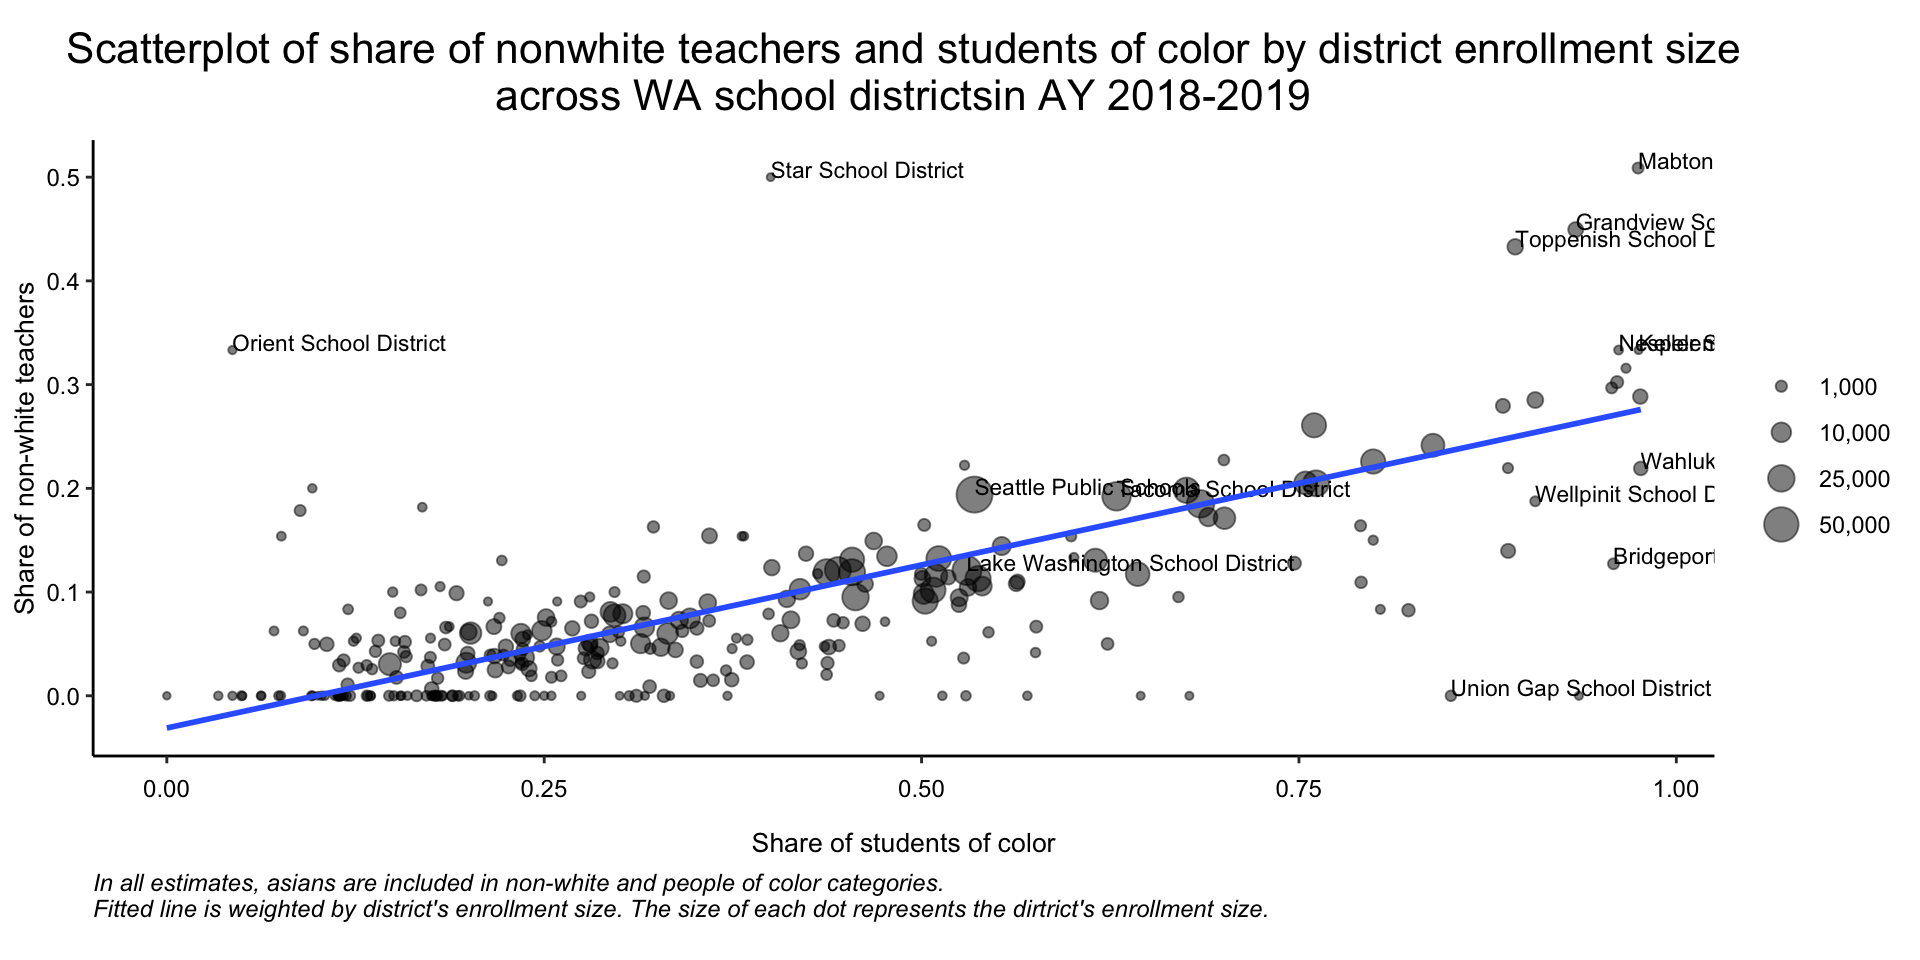 Scatterplot of share of nonwhite teachers and students of color by district enrollment size
across WA school districtsin AY 2018-2019
Share of non-white teachers
0.5
0.4
0.3
0.2
0.1
0.0
Star School District
Mabton
Grandview Sc
Toppenish School D
Orient School District
Wahluk
Seattle Public Schools
Tacoma School District
Wellpinit School D
Lake Washington School District
Bridgeport
Union Gap School District
1,000
10,000
25,000
50,000
0.00
0.25
0.50
0.75
1.00
Share of students of color
In all estimates, asians are included in non-white and people of color categories.
Fitted line is weighted by district's enrollment size. The size of each dot represents the dirtrict's enrollment size.